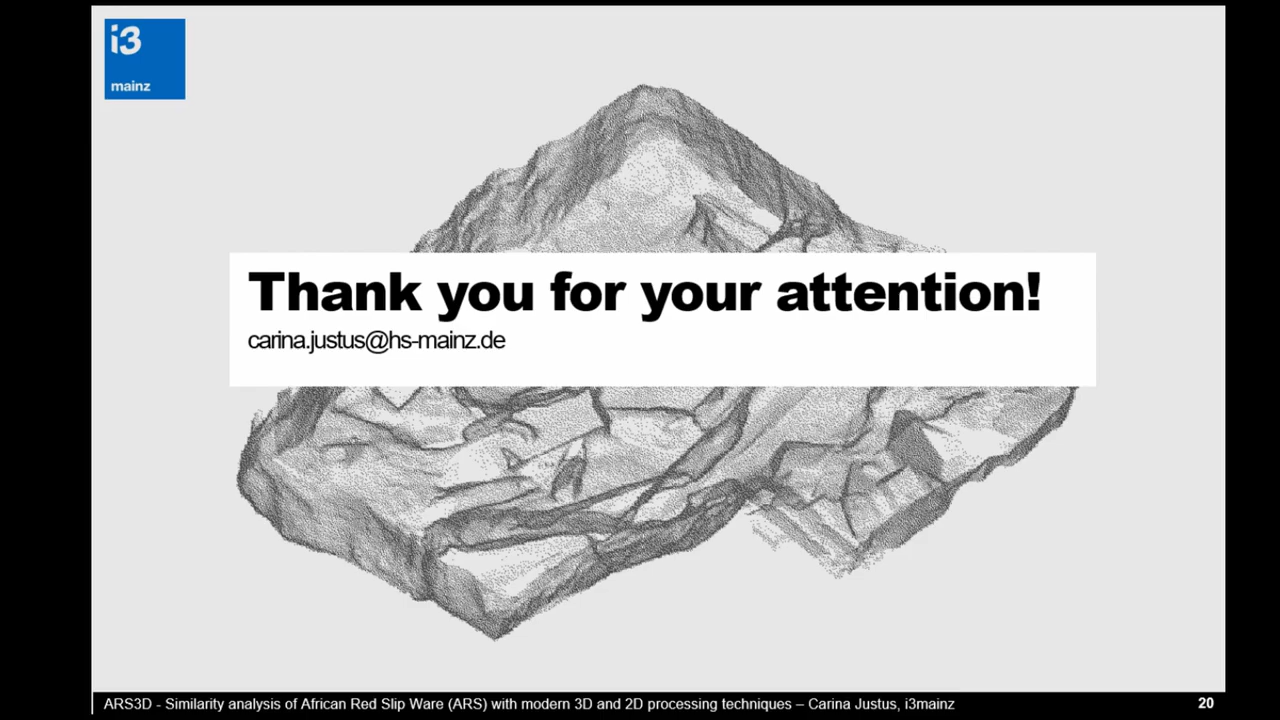 i3
mainz
Thank you for your attention!
carina.justus@hs-mainz.de
ARS3D - Similarity analysis of African Red Slip Ware (ARS) with modern 3D and 2D processing techniques – Carina Justus, i3mainz
20